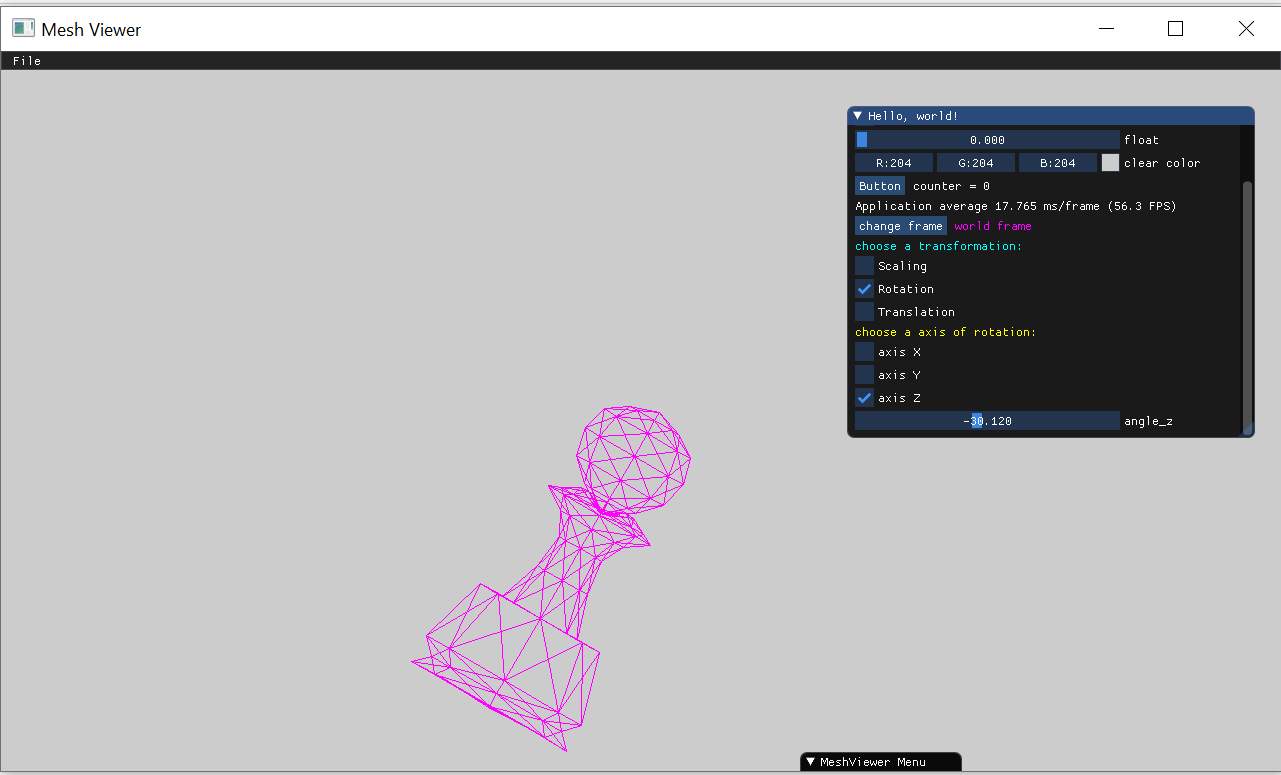 Mesh Viewer
File
Hello, world!
0.000 float
R:204 G:204 B:204 clear color
Button counter = 0
Application average 17.765 ms/frame (56.3 FPS)
change frame world frame
choose a transformation:
Scaling
Rotation
Translation
choose a axis of rotation:
axis X
axis Y
axis Z
-30.120 angle_z
MeshViewer Menu